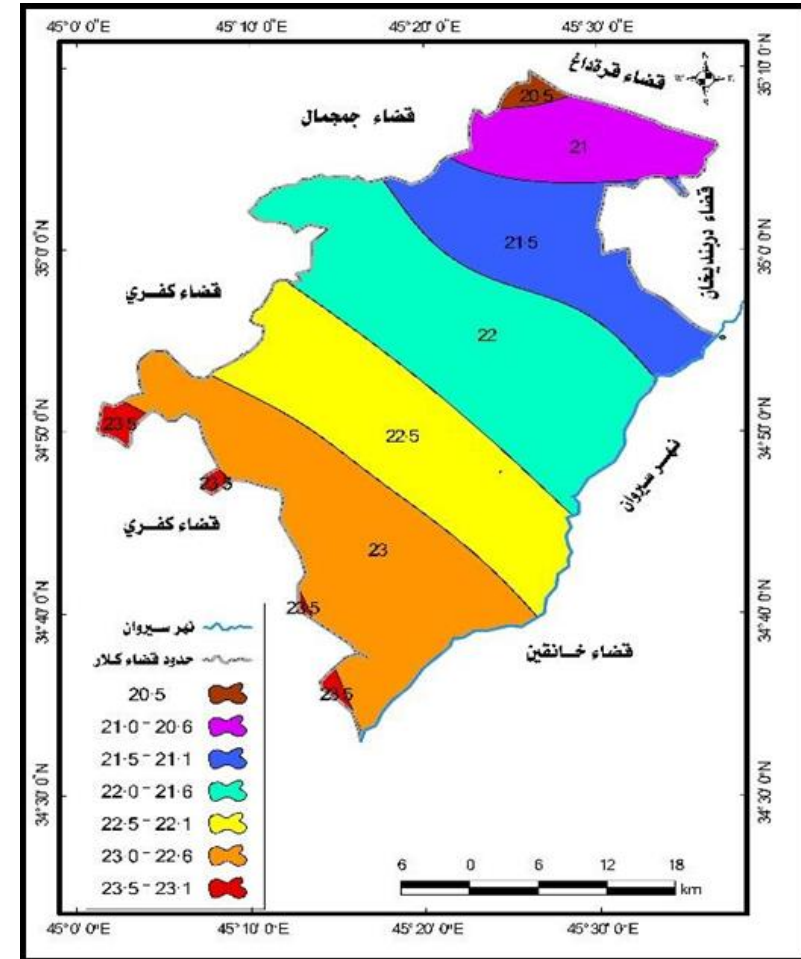 45°0' 0"E
45°10' 0"E
45°20' 0"E
45°30' 0"E
35°10' 0"N
35°10' 0"N
قضاء قرةداغ
W E
20·5
قضاء جمجمال
21
قضاء دربنديخان
35°0' 0"N
35°0' 0"N
21·5
قضاء كفري
22
34°50' 0"N
34°50' 0"N
23·5
22·5
نهر سيروان
23·5
قضاء كفري
23
34°40' 0"N
34°40' 0"N
23·5
قضاء خانقين
نهر سيروان
حدود قضاء كلار
23·5
20·5
21·0 – 20·6
21·5 – 21·1
22·0 – 21·6
22·5 – 22·1
23·0 – 22·6
23·5 – 23·1
34°30' 0"N
34°30' 0"N
6 0 6 12 18
km
45°0' 0"E
45°10' 0"E
45°20' 0"E
45°30' 0"E